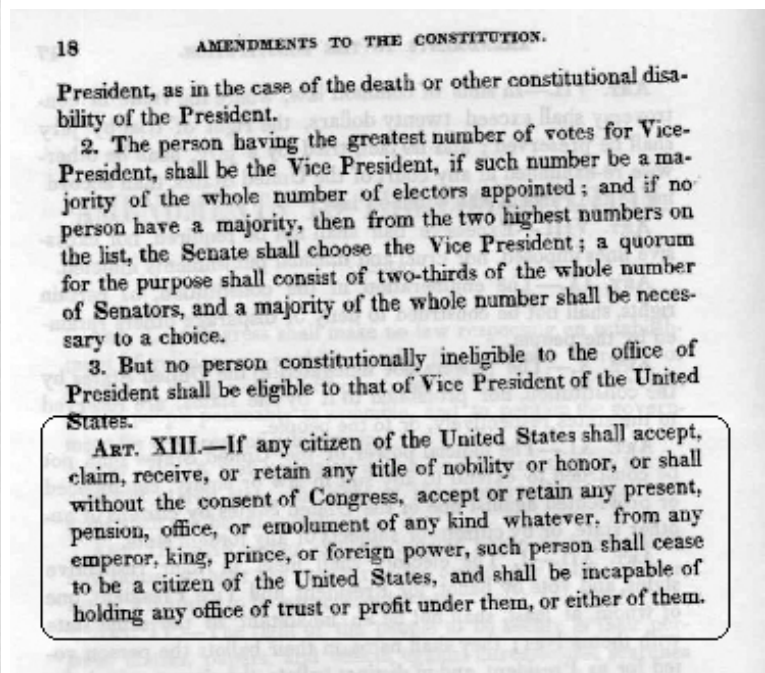 18 AMENDMENTS TO THE CONSTITUTION.
President, as in the case of the death or other constitutional disa-
bility of the President.
2. The person having the greatest number of votes for Vice-
President, shall be the Vice President, if such number be a ma-
jority of the whole number of electors appointed ; and if no
person have a majority, then from the two highest numbers on
the list, the Senate shall choose the Vice President ; a quorum
for the purpose shall consist of two-thirds of the whole number
of Senators, and a majority of the whole number shall be neces-
sary to a choice.
3. But no person constitutionally ineligible to the office of
President shall be eligible to that of Vice President of the United
States.
ART. XIII.—If any citizen of the United States shall accept,
claim, receive, or retain any title of nobility or honor, or shall
without the consent of Congress, accept or retain any present,
pension, office, or emolument of any kind whatever, from any
emperor, king, prince, or foreign power, such person shall cease
to be a citizen of the United States, and shall be incapable of
holding any office of trust or profit under them, or either of them.